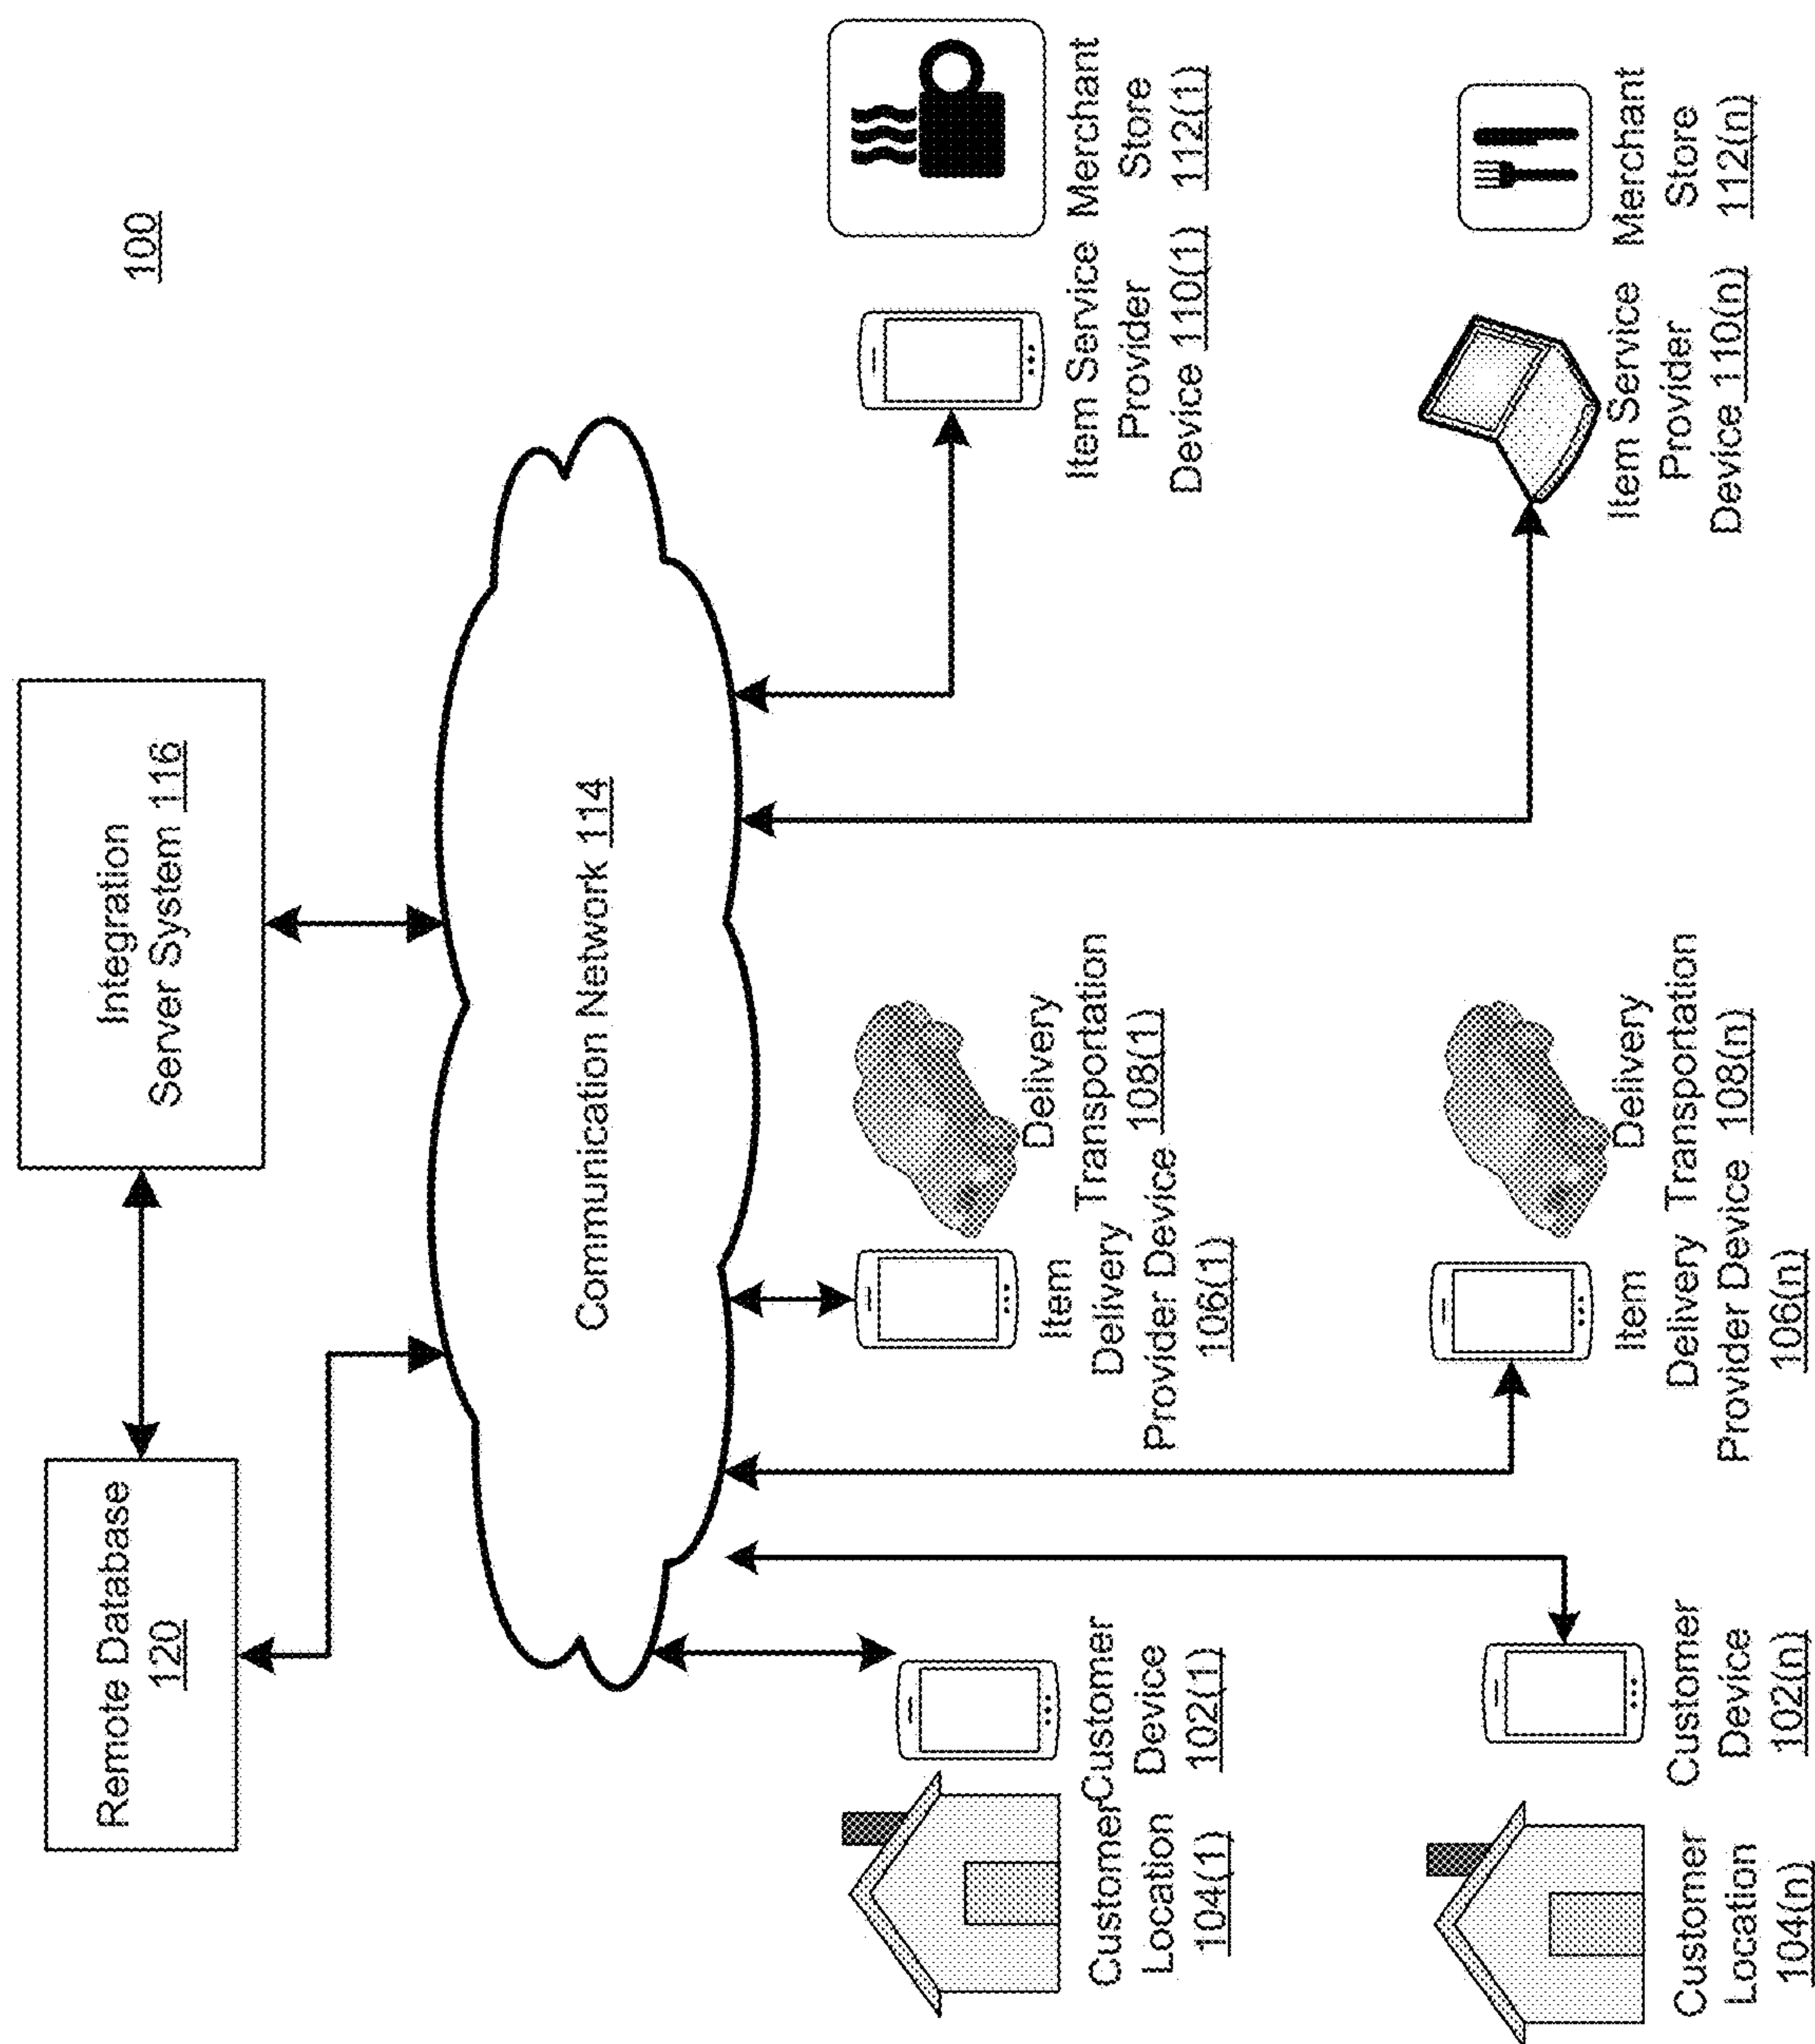 100
Remote Database
120
Integration
Server System 116
Communication Network 114
Customer
Location
104(1)
Customer
Device
102(1)
Item
Delivery
Provider Device
106(1)
Delivery
Transportation
108(1)
Item Service
Provider
Device 110(1)
Merchant
Store
112(1)
Customer
Location
104(n)
Customer
Device
102(n)
Item
Delivery
Provider Device
106(n)
Delivery
Transportation
108(n)
Item Service
Provider
Device 110(n)
Merchant
Store
112(n)